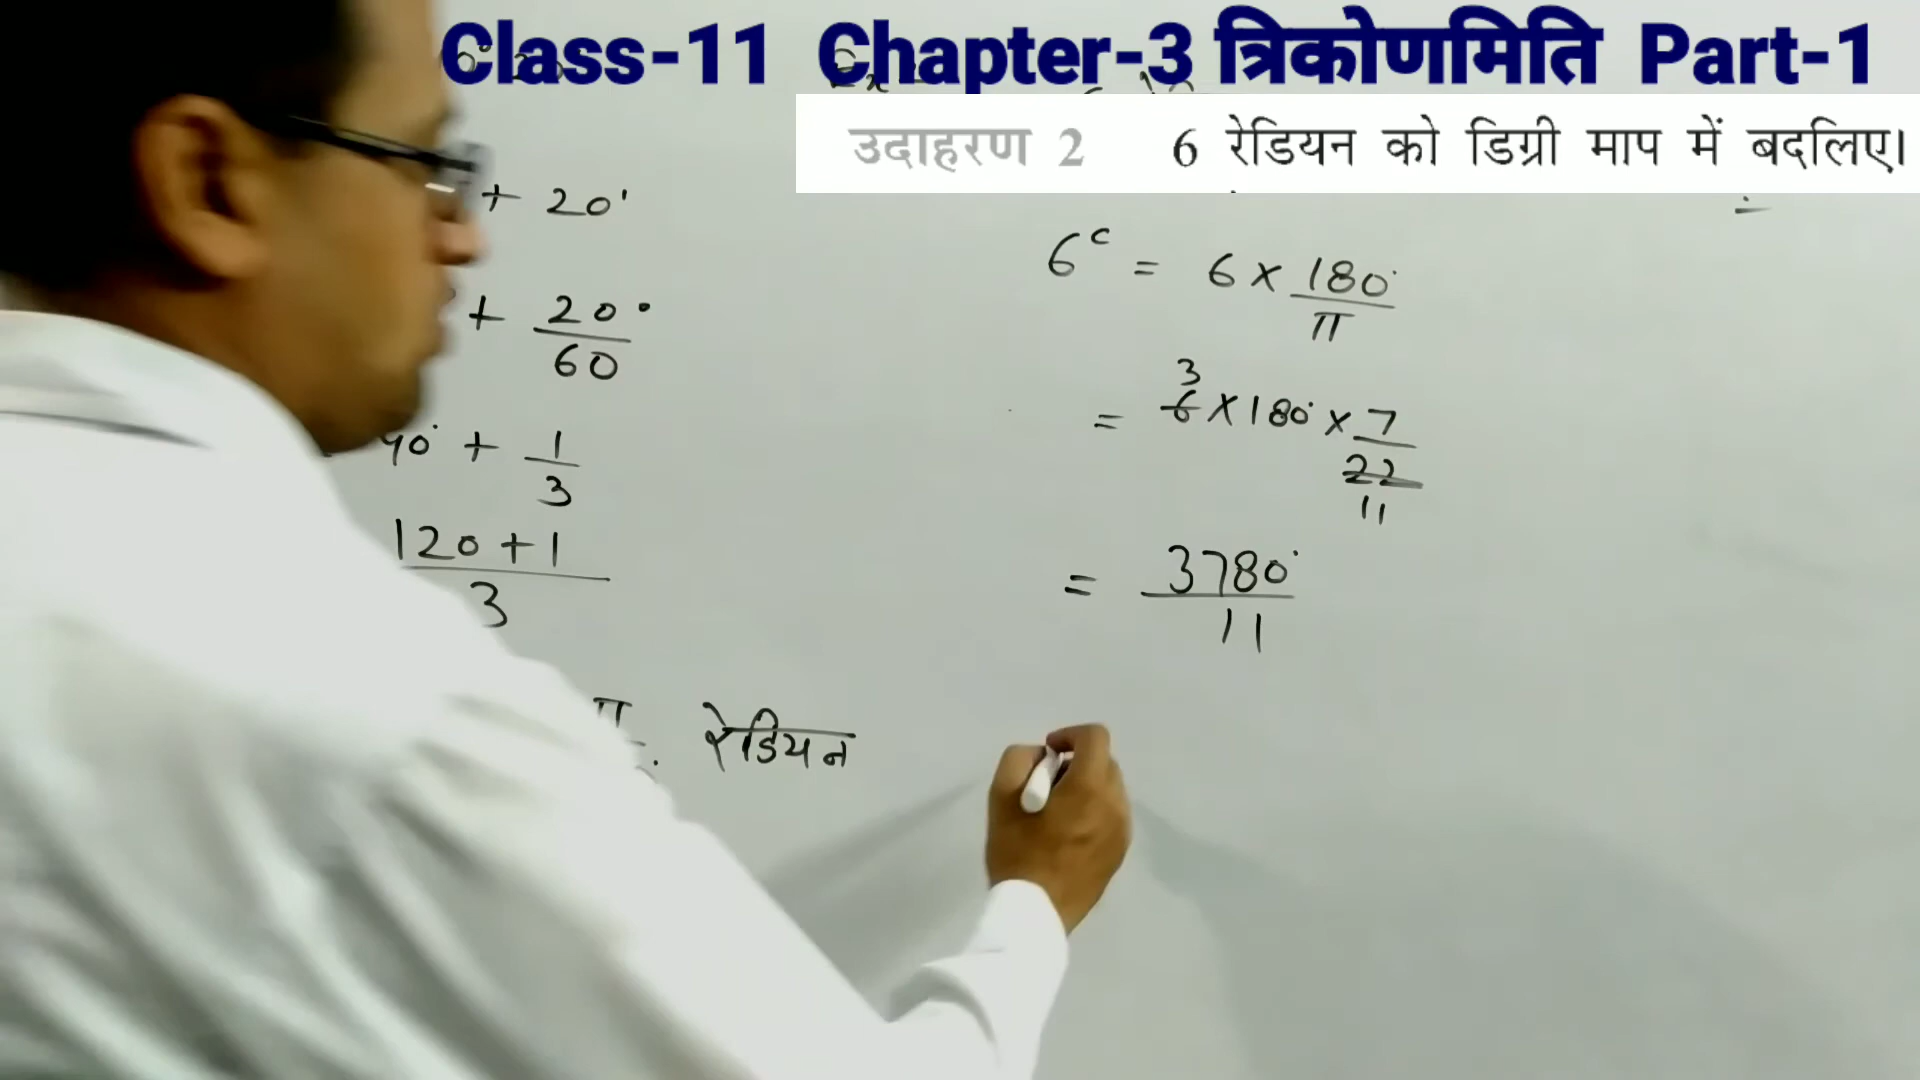 Class-11 Chapter-3 त्रिकोणमिति Part-1
उदाहरण 2 6 रेडियन को डिग्री माप में बदलिए।
+ 20'
+ 20° / 60
40° + 1 / 3
120 + 1 / 3
π रेडियन
6ᶜ = 6 × 180° / π
= 3 6 × 180° × 7 / 22 11
= 3780° / 11